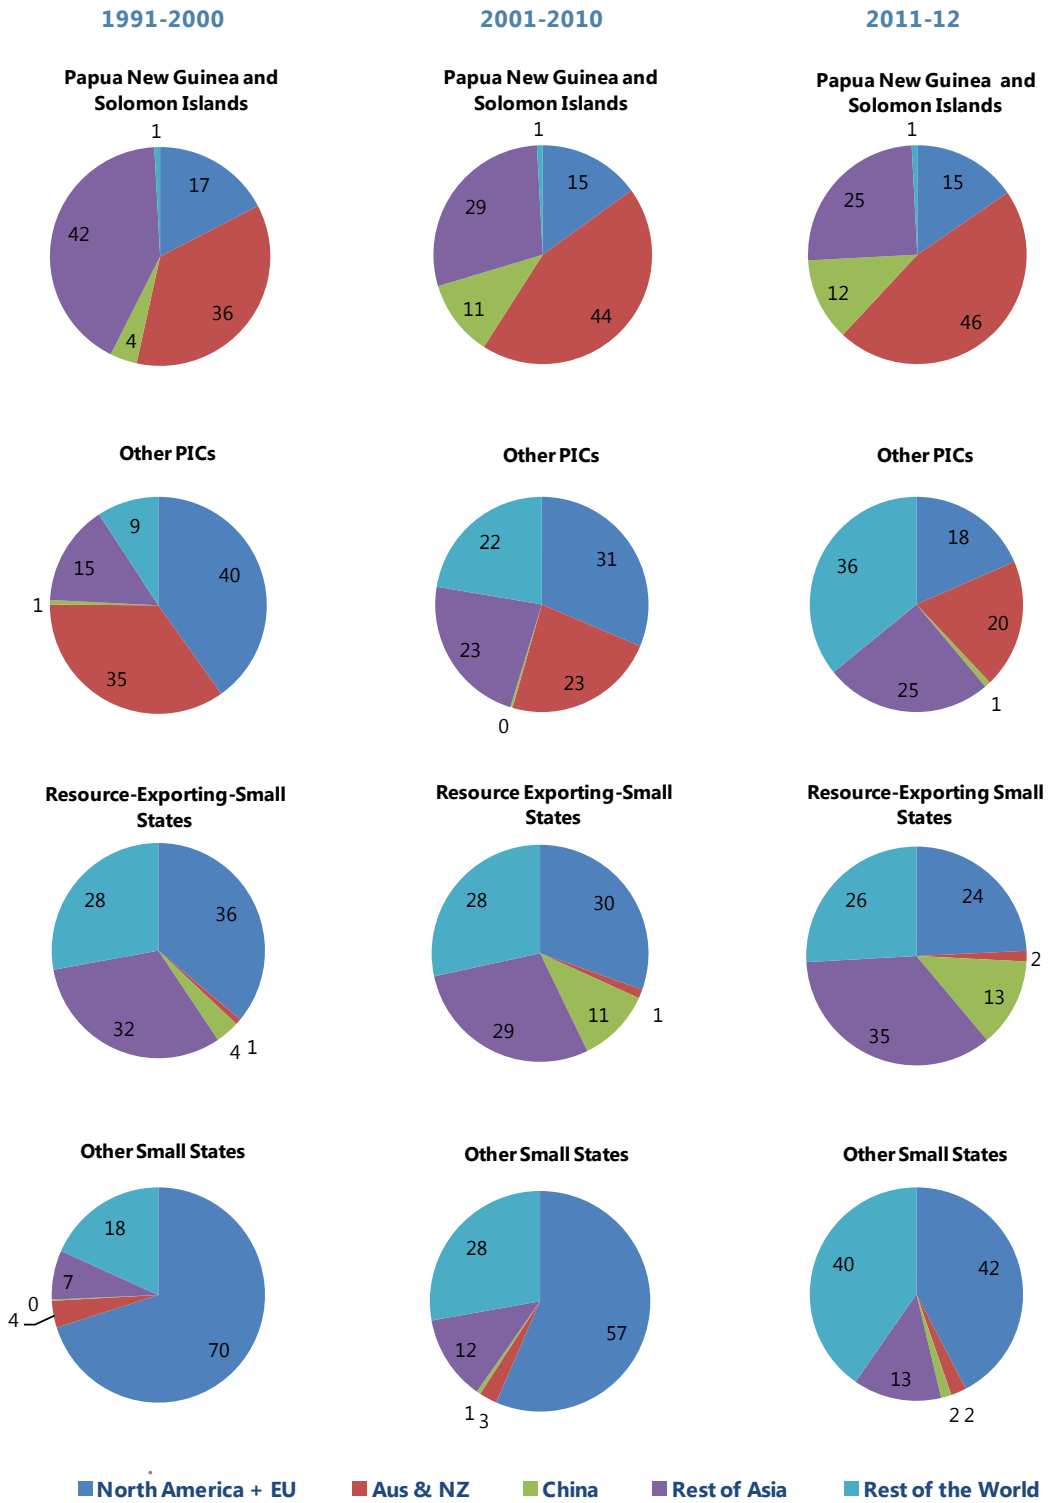 1991-2000
2001-2010
2011-12
Papua New Guinea and
Solomon Islands
Papua New Guinea and
Solomon Islands
Papua New Guinea and
Solomon Islands
1
17
36
4
42
1
15
44
11
29
1
15
46
12
25
Other PICs
Other PICs
Other PICs
40
35
1
15
9
31
23
0
23
22
18
20
1
25
36
Resource-Exporting-Small
States
Resource Exporting-Small
States
Resource-Exporting Small
States
36
1
4
32
28
30
1
11
29
28
24
2
13
35
26
Other Small States
Other Small States
Other Small States
70
4
0
7
18
57
3
1
12
28
42
2
2
13
40
North America + EU
Aus & NZ
China
Rest of Asia
Rest of the World